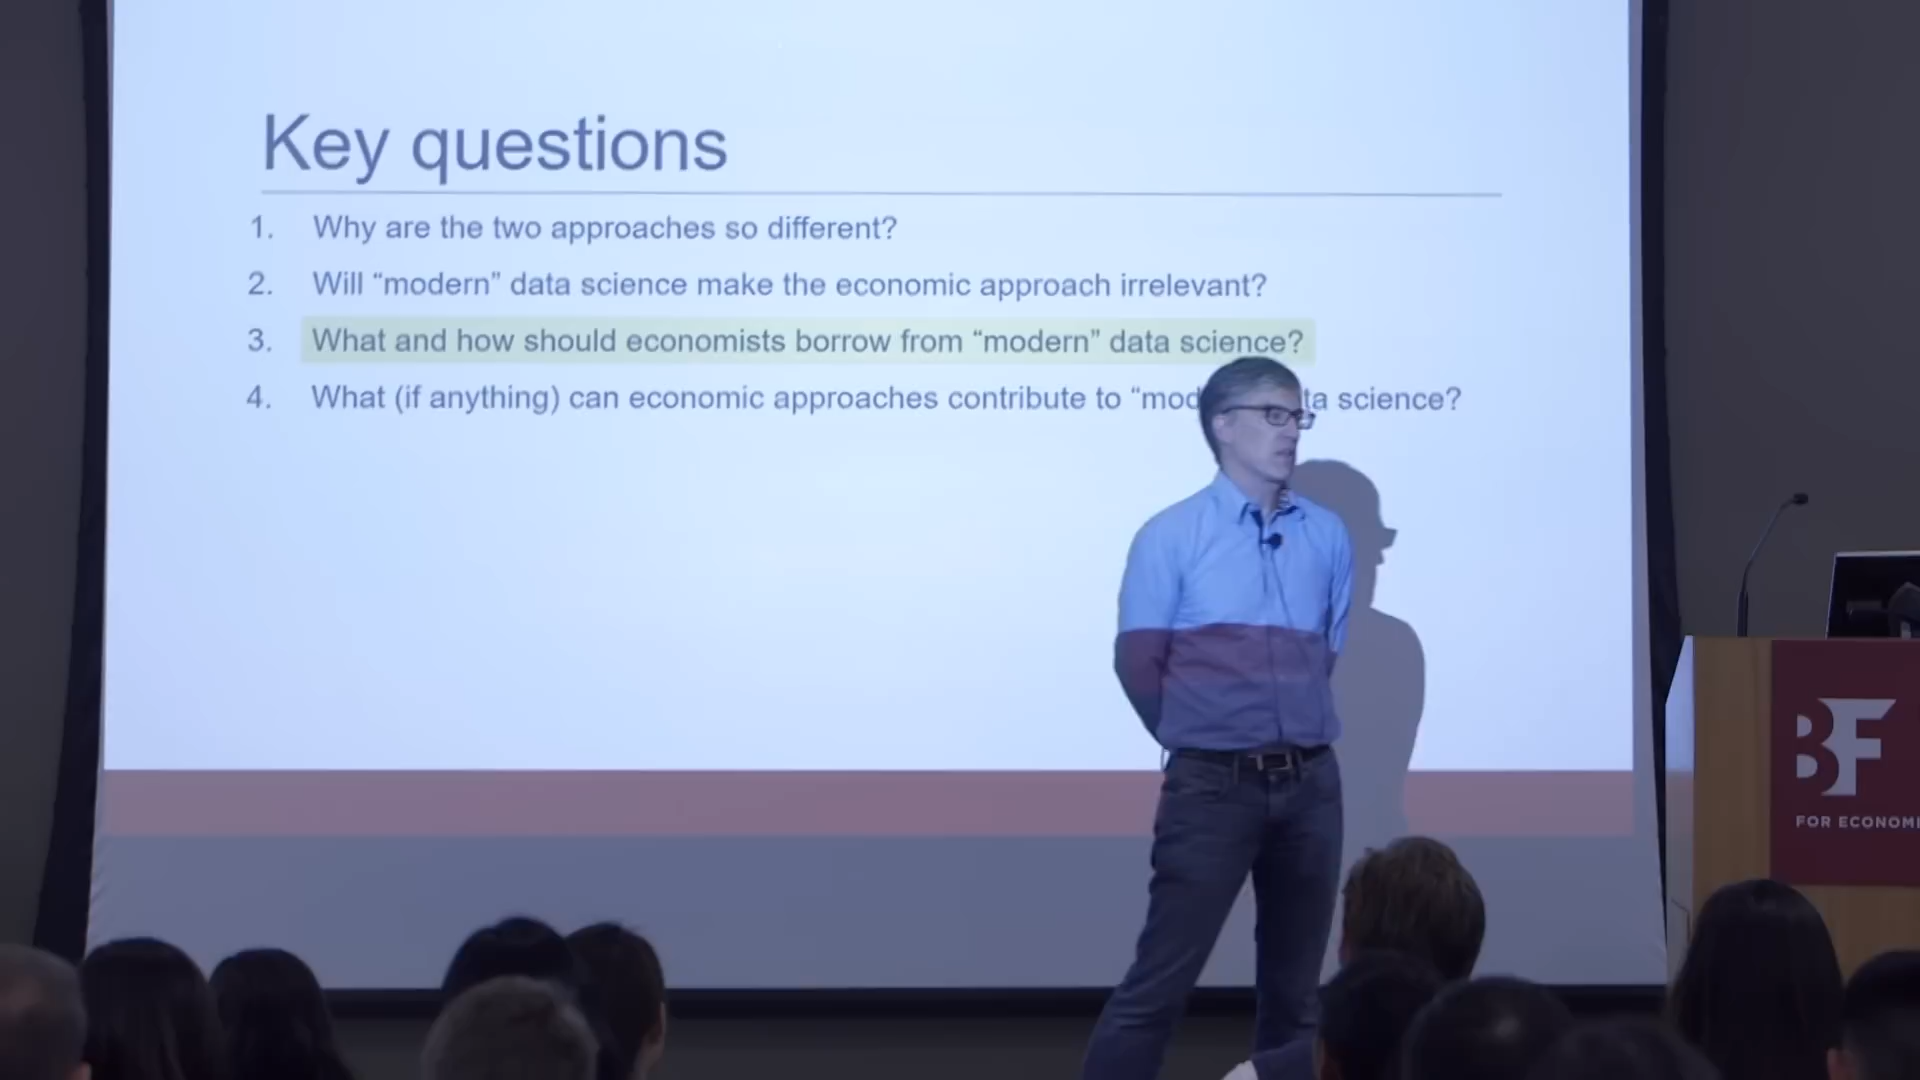 Key questions
1. Why are the two approaches so different?
2. Will “modern” data science make the economic approach irrelevant?
3. What and how should economists borrow from “modern” data science?
4. What (if anything) can economic approaches contribute to “mod ta science?
BF
FOR ECONOMI